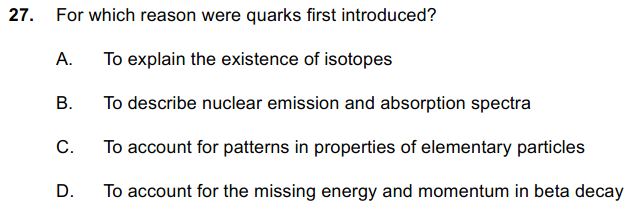 27. For which reason were quarks first introduced?
A. To explain the existence of isotopes
B. To describe nuclear emission and absorption spectra
C. To account for patterns in properties of elementary particles
D. To account for the missing energy and momentum in beta decay